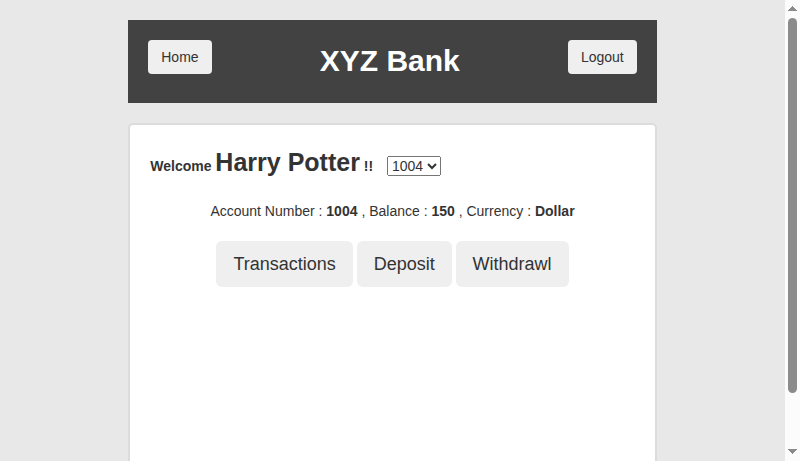 Home
XYZ Bank
Logout
Welcome Harry Potter !! 1004
Account Number : 1004 , Balance : 150 , Currency : Dollar
Transactions
Deposit
Withdrawl